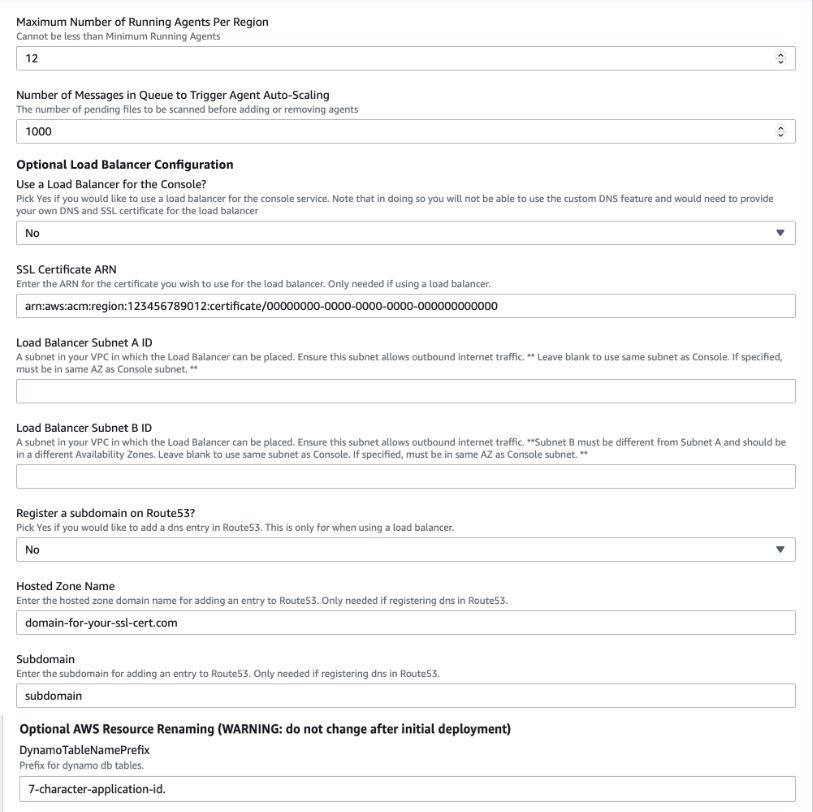 Maximum Number of Running Agents Per Region
Cannot be less than Minimum Running Agents
12
Number of Messages in Queue to Trigger Agent Auto-Scaling
The number of pending files to be scanned before adding or removing agents
1000
Optional Load Balancer Configuration
Use a Load Balancer for the Console?
Pick Yes if you would like to use a load balancer for the console service. Note that in doing so you will not be able to use the custom DNS feature and would need to provide
your own DNS and SSL certificate for the load balancer
No
SSL Certificate ARN
Enter the ARN for the certificate you wish to use for the load balancer. Only needed if using a load balancer.
arn:aws:acm:region:123456789012:certificate/00000000-0000-0000-0000-000000000000
Load Balancer Subnet A ID
A subnet in your VPC in which the Load Balancer can be placed. Ensure this subnet allows outbound internet traffic. ** Leave blank to use same subnet as Console. If specified,
must be in same AZ as Console subnet. **
Load Balancer Subnet B ID
A subnet in your VPC in which the Load Balancer can be placed. Ensure this subnet allows outbound internet traffic. **Subnet B must be different from Subnet A and should be
in a different Availability Zones. Leave blank to use same subnet as Console. If specified, must be in same AZ as Console subnet. **
Register a subdomain on Route53?
Pick Yes if you would like to add a dns entry in Route53. This is only for when using a load balancer.
No
Hosted Zone Name
Enter the hosted zone domain name for adding an entry to Route53. Only needed if registering dns in Route53.
domain-for-your-ssl-cert.com
Subdomain
Enter the subdomain for adding an entry to Route53. Only needed if registering dns in Route53.
subdomain
Optional AWS Resource Renaming (WARNING: do not change after initial deployment)
DynamoTableNamePrefix
Prefix for dynamo db tables.
7-character-application-id.